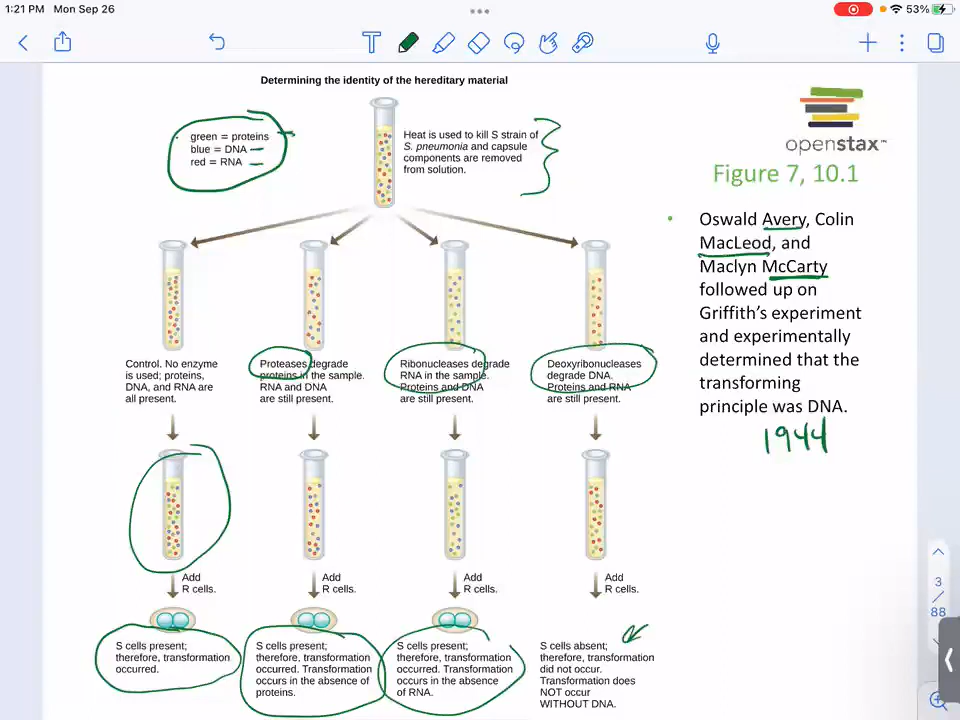 1:21 PM Mon Sep 26
53%
Determining the identity of the hereditary material
green = proteins
blue = DNA
red = RNA
Heat is used to kill S strain of
S. pneumonia and capsule
components are removed
from solution.
openstax™
Figure 7, 10.1
• Oswald Avery, Colin
MacLeod, and
Maclyn McCarty
followed up on
Griffith's experiment
and experimentally
determined that the
transforming
principle was DNA.
1944
Control. No enzyme
is used; proteins,
DNA, and RNA are
all present.
Proteases degrade
proteins in the sample.
RNA and DNA
are still present.
Ribonucleases degrade
RNA in the sample.
Proteins and DNA
are still present.
Deoxyribonucleases
degrade DNA.
Proteins and RNA
are still present.
Add
R cells.
Add
R cells.
Add
R cells.
Add
R cells.
S cells present;
therefore, transformation
occurred.
S cells present;
therefore, transformation
occurred. Transformation
occurs in the absence of
proteins.
S cells present;
therefore, transformation
occurred. Transformation
occurs in the absence
of RNA.
S cells absent;
therefore, transformation
did not occur.
Transformation does
NOT occur
WITHOUT DNA.
3
/
88